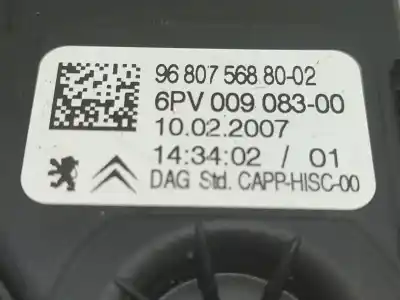 96 807 568 80-02
6PV 009 083-00
10.02.2007
14:34:02 / 01
DAG Std. CAPP-HISC-00